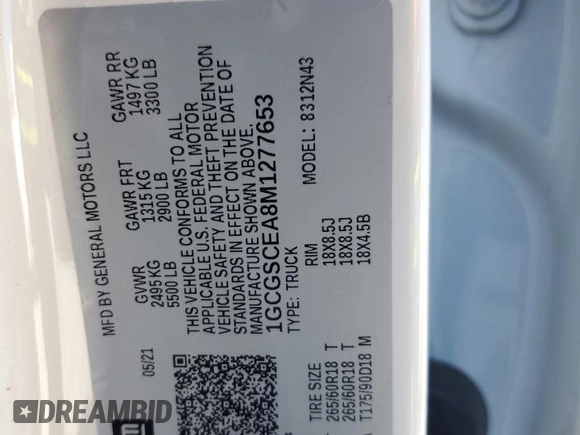 MFD BY GENERAL MOTORS LLC
05/21
GVWR GAWR FRT GAWR RR
2495 KG 1315 KG 1497 KG
5500 LB 2900 LB 3300 LB
THIS VEHICLE CONFORMS TO ALL
APPLICABLE U.S. FEDERAL MOTOR
VEHICLE SAFETY AND THEFT PREVENTION
STANDARDS IN EFFECT ON THE DATE OF
MANUFACTURE SHOWN ABOVE.
1GCGSCEA8M1277653
TYPE: TRUCK MODEL: 8312N43
TIRE SIZE RIM
265/60R18 T 18X8.5J
265/60R18 T 18X8.5J
T175/90D18 M 18X4.5B
DREAMBID